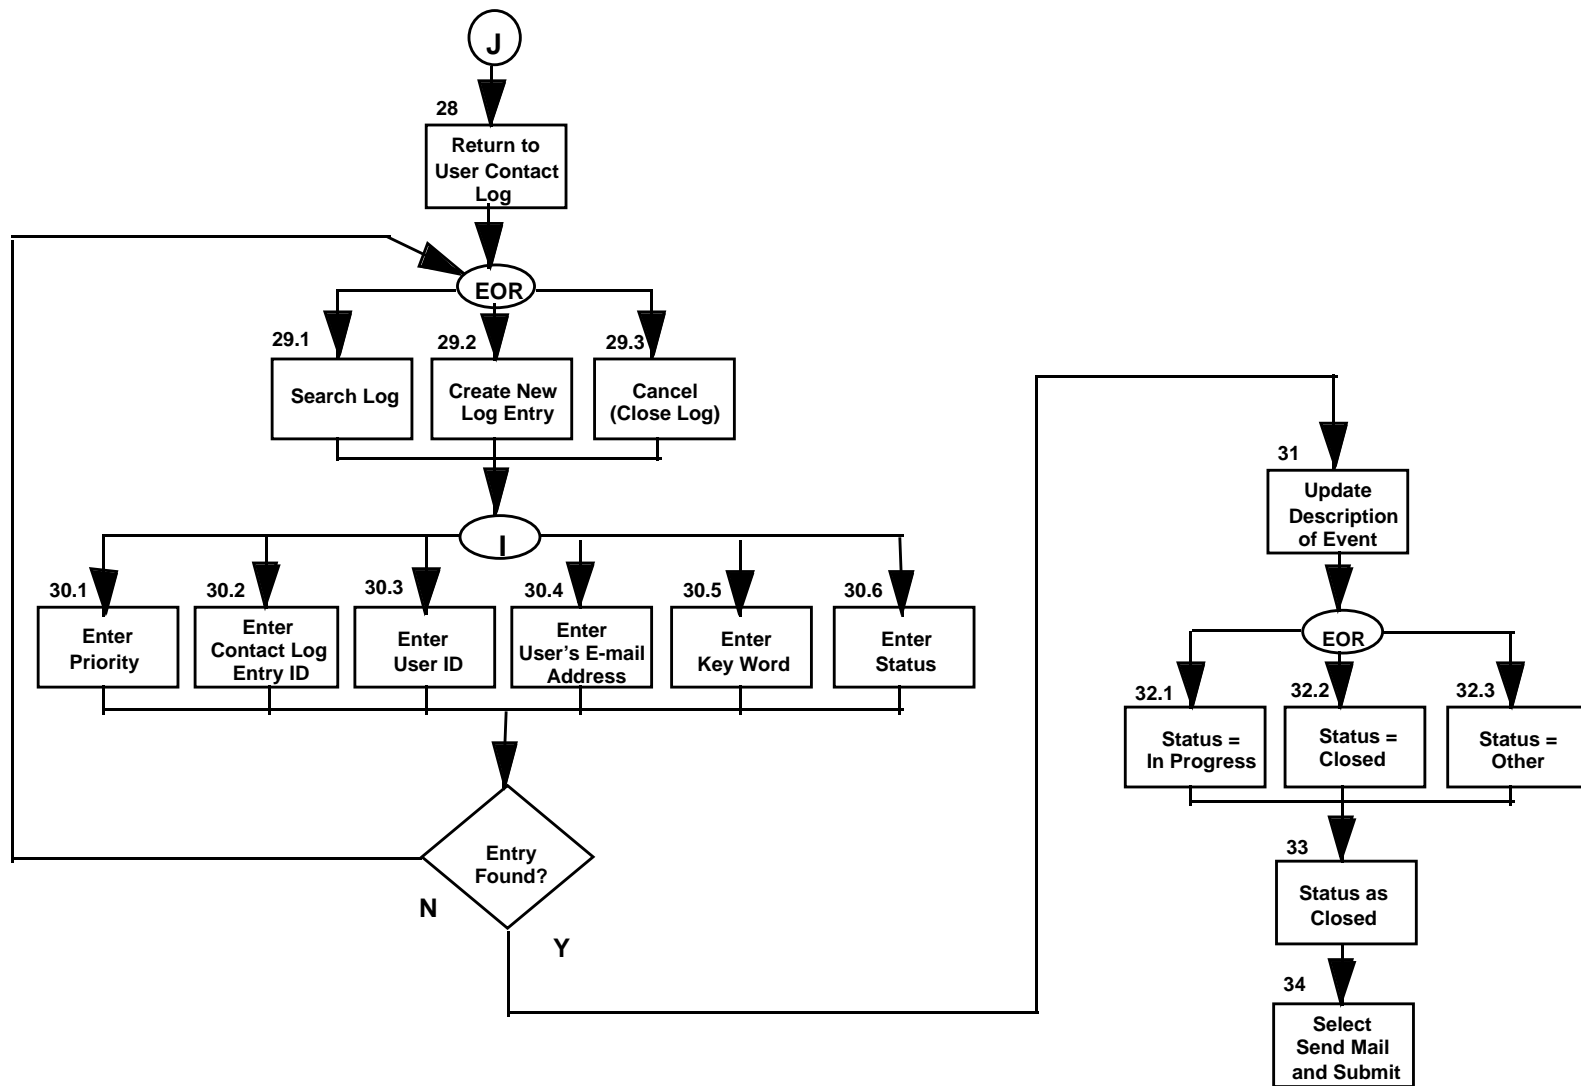 J
28
Return to
User Contact
Log
EOR
29.1
Search Log
29.2
Create New
Log Entry
29.3
Cancel
(Close Log)
I
30.1
Enter
Priority
30.2
Enter
Contact Log
Entry ID
30.3
Enter
User ID
30.4
Enter
User's E-mail
Address
30.5
Enter
Key Word
30.6
Enter
Status
Entry
Found?
N
Y
31
Update
Description
of Event
EOR
32.1
Status =
In Progress
32.2
Status =
Closed
32.3
Status =
Other
33
Status as
Closed
34
Select
Send Mail
and Submit